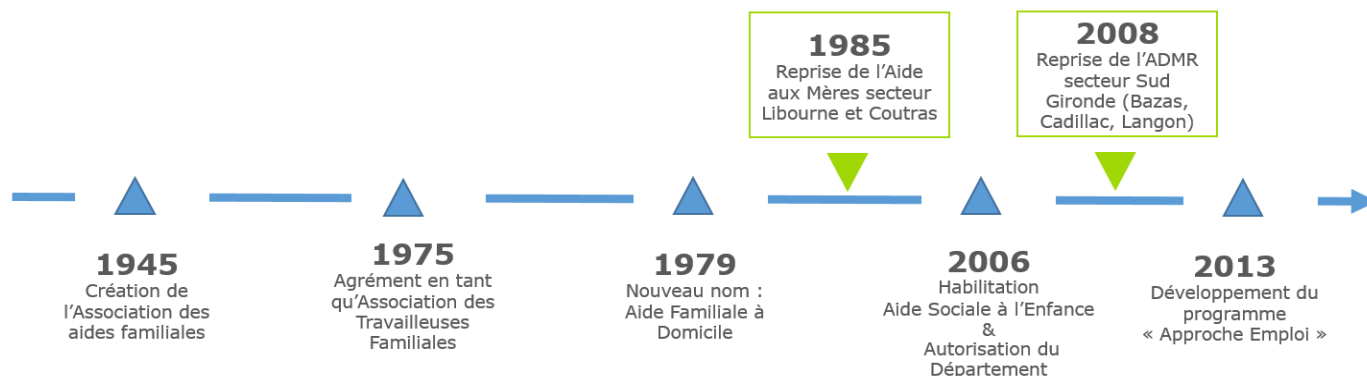 1985
Reprise de l'Aide
aux Mères secteur
Libourne et Coutras
2008
Reprise de l'ADMR
secteur Sud
Gironde (Bazas,
Cadillac, Langon)
1945
Création de
l'Association des
aides familiales
1975
Agrément en tant
qu'Association des
Travailleuses
Familiales
1979
Nouveau nom :
Aide Familiale à
Domicile
2006
Habilitation
Aide Sociale à l'Enfance
&
Autorisation du
Département
2013
Développement du
programme
« Approche Emploi »